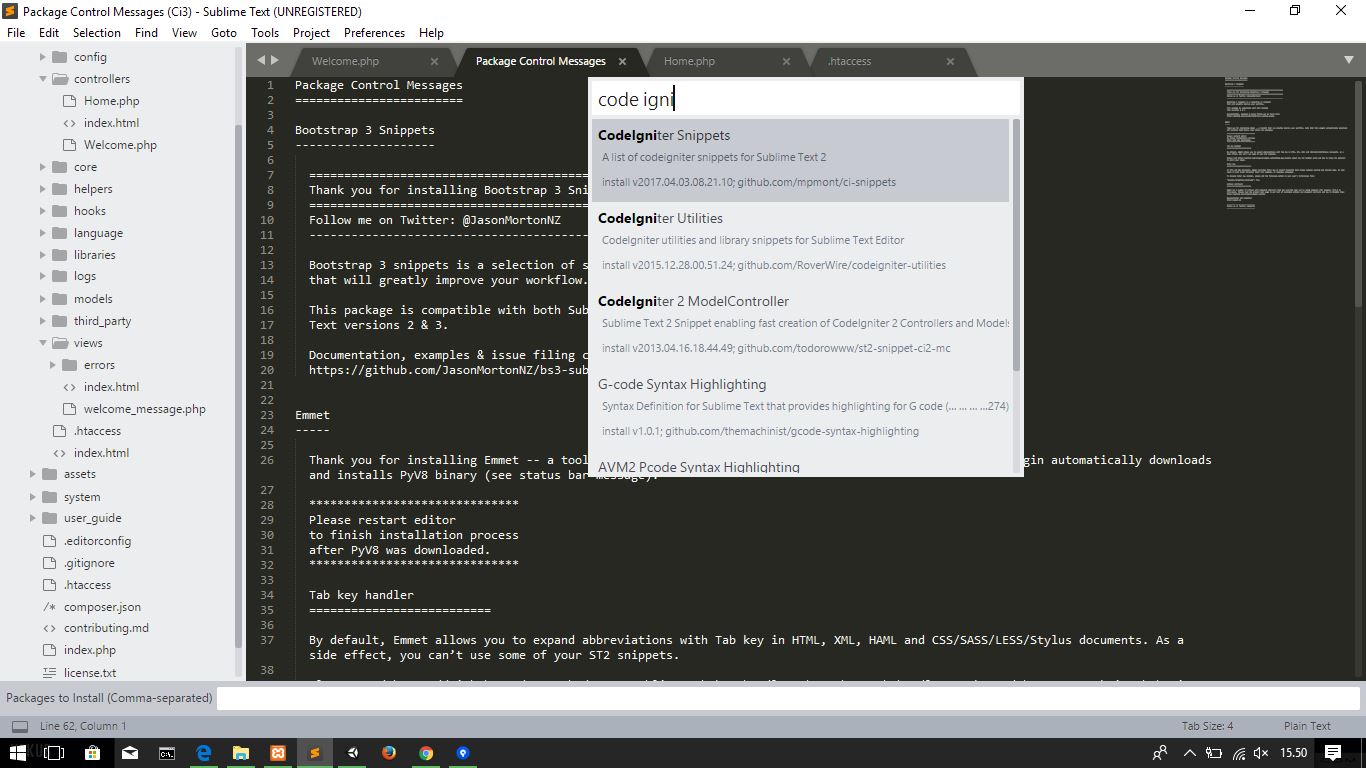 Package Control Messages (Ci3) - Sublime Text (UNREGISTERED)
File Edit Selection Find View Goto Tools Project Preferences Help
config
controllers
Home.php
index.html
Welcome.php
core
helpers
hooks
language
libraries
logs
models
third_party
views
errors
index.html
welcome_message.php
.htaccess
index.html
assets
system
user_guide
.editorconfig
.gitignore
.htaccess
composer.json
contributing.md
index.php
license.txt
Welcome.php
Package Control Messages
Home.php
.htaccess
1 Package Control Messages
2 ========================
3
4 Bootstrap 3 Snippets
5 --------------------
6
7 ========================================
8 Thank you for installing Bootstrap 3 Sni
9 ========================================
10 Follow me on Twitter: @JasonMortonNZ
11 ----------------------------------------
12
13 Bootstrap 3 snippets is a selection of s
14 that will greatly improve your workflow.
15
16 This package is compatible with both Sub
17 Text versions 2 & 3.
18
19 Documentation, examples & issue filing c
20 https://github.com/JasonMortonNZ/bs3-sub
21
22
23 Emmet
24 -----
25
26 Thank you for installing Emmet -- a tool gin automatically downloads
and installs PyV8 binary (see status bar message).
27
28 ******************************
29 Please restart editor
30 to finish installation process
31 after PyV8 was downloaded.
32 ******************************
33
34 Tab key handler
35 ==========================
36
37 By default, Emmet allows you to expand abbreviations with Tab key in HTML, XML, HAML and CSS/SASS/LESS/Stylus documents. As a
side effect, you can’t use some of your ST2 snippets.
38
code igni
CodeIgniter Snippets
A list of codeigniter snippets for Sublime Text 2
install v2017.04.03.08.21.10; github.com/mpmont/ci-snippets
CodeIgniter Utilities
CodeIgniter utilities and library snippets for Sublime Text Editor
install v2015.12.28.00.51.24; github.com/RoverWire/codeigniter-utilities
CodeIgniter 2 ModelController
Sublime Text 2 Snippet enabling fast creation of CodeIgniter 2 Controllers and Models
install v2013.04.16.18.44.49; github.com/todorowww/st2-snippet-ci2-mc
G-code Syntax Highlighting
Syntax Definition for Sublime Text that provides highlighting for G code (... ... ... ...274)
install v1.0.1; github.com/themachinist/gcode-syntax-highlighting
AVM2 Pcode Syntax Highlighting
Packages to Install (Comma-separated)
Line 62, Column 1
Tab Size: 4
Plain Text
15.50